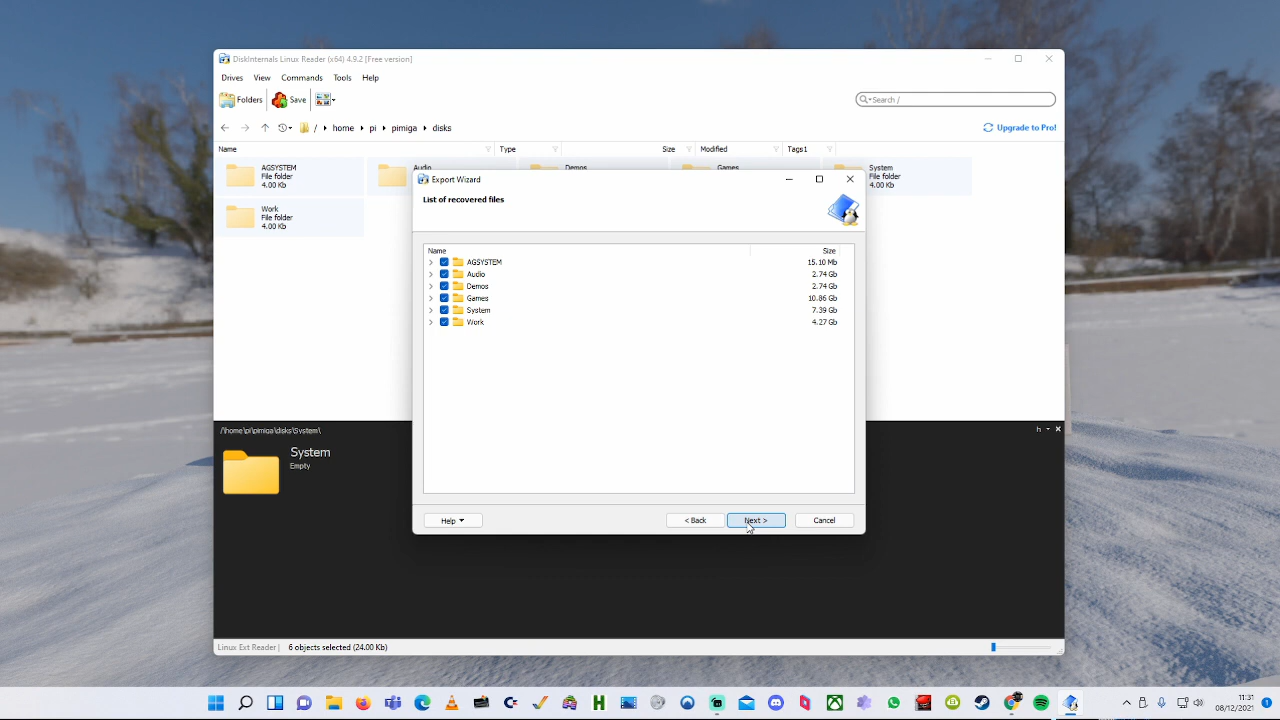 DiskInternals Linux Reader (x64) 4.9.2 [Free version]
Drives View Commands Tools Help
Folders Save Search /
/ home pi pimiga disks Upgrade to Pro!
Name Type Size Modified Tags1
AGSYSTEM
File folder
4.00 Kb
Audio
Demos
Games
System
File folder
4.00 Kb
Work
File folder
4.00 Kb
Export Wizard
List of recovered files
Name Size
AGSYSTEM 15.10 Mb
Audio 2.74 Gb
Demos 2.74 Gb
Games 10.86 Gb
System 7.39 Gb
Work 4.27 Gb
Help < Back Next > Cancel
/\home\pi\pimiga\disks\System\ h
System
Empty
Linux Ext Reader 6 objects selected (24.00 Kb)
11:31
08/12/2021